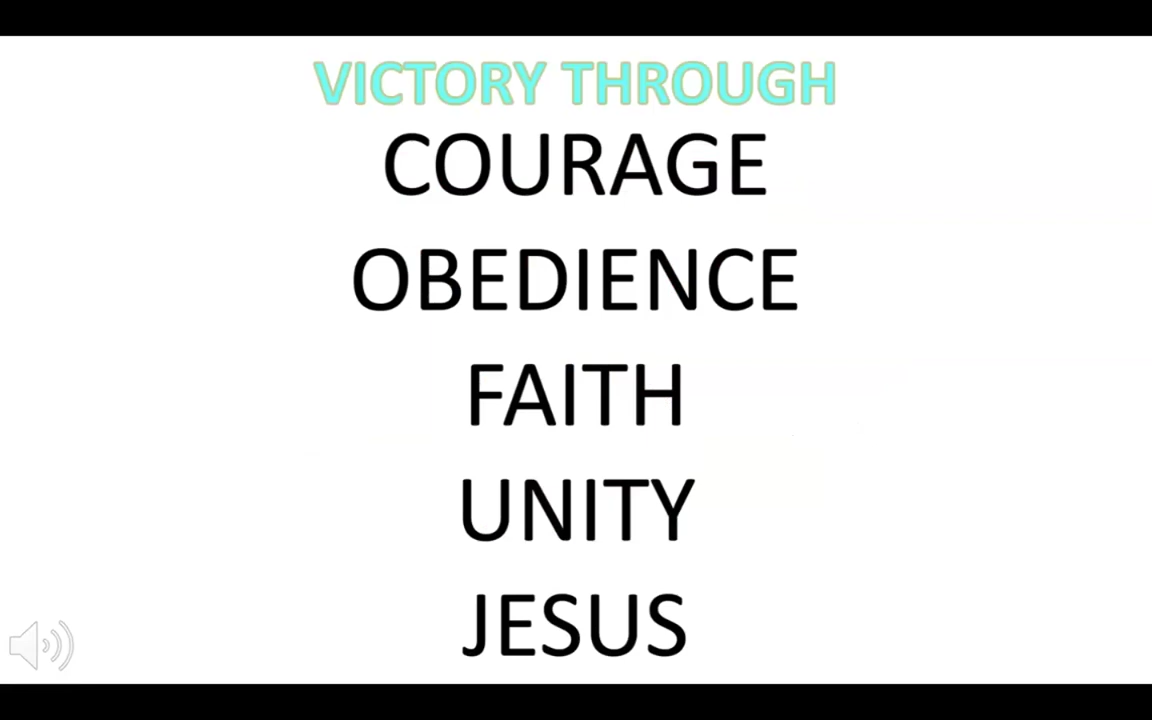 VICTORY THROUGH
COURAGE
OBEDIENCE
FAITH
UNITY
JESUS